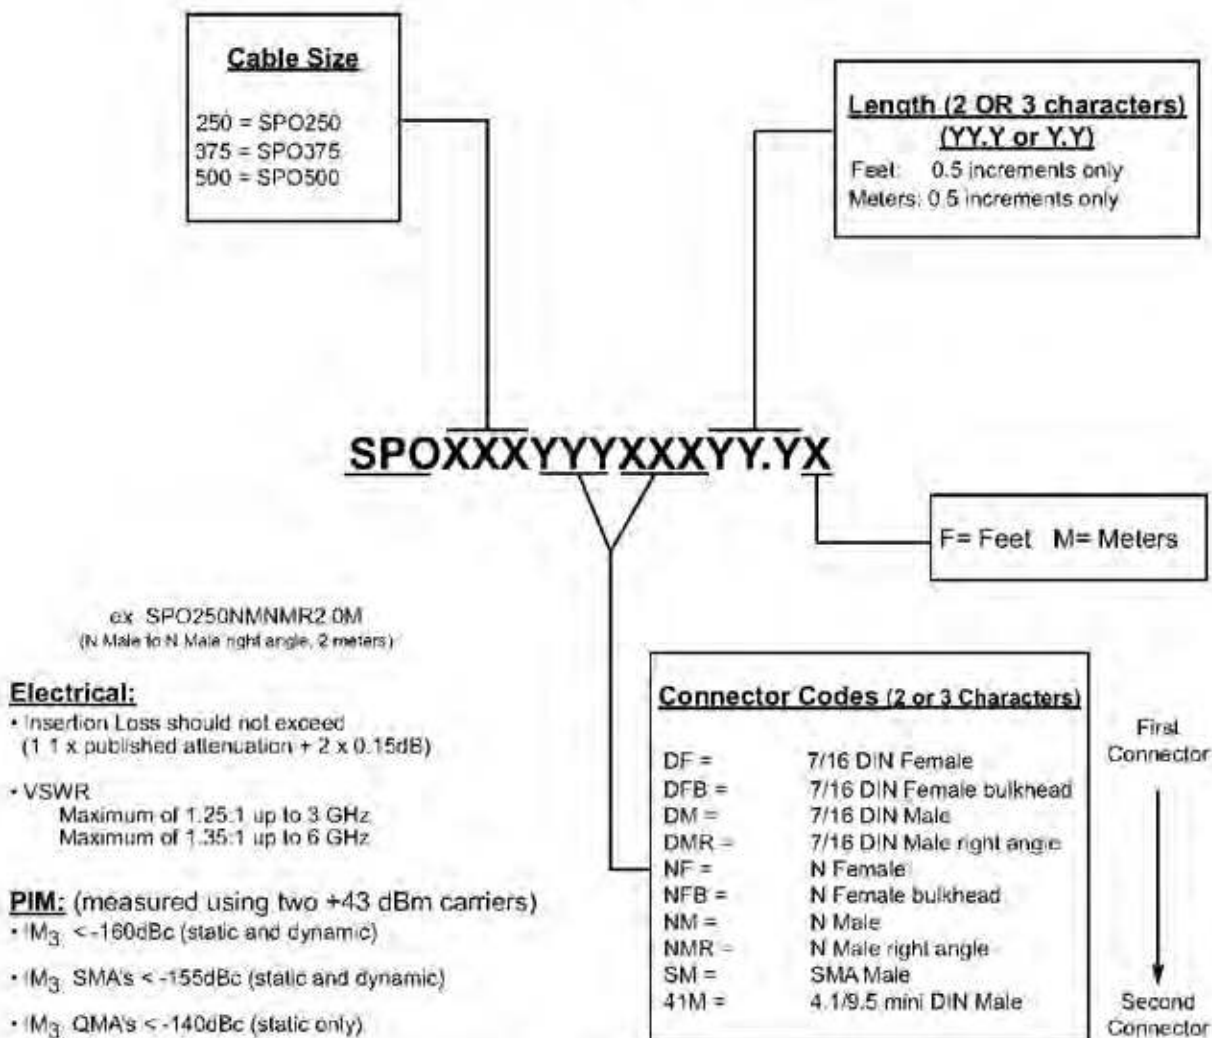 Cable Size
250 = SPO250
375 = SPO375
500 = SPO500
Length (2 OR 3 characters)
(YY.Y or Y.Y)
Feet: 0.5 increments only
Meters: 0.5 increments only
SPOXXXYYYXXXYY.YX
F= Feet M= Meters
ex SPO250NMNMR2.0M
(N Male to N Male right angle, 2 meters)
Electrical:
• Insertion Loss should not exceed
(1.1 x published attenuation + 2 x 0.15dB)
• VSWR
Maximum of 1.25:1 up to 3 GHz
Maximum of 1.35:1 up to 6 GHz
PIM: (measured using two +43 dBm carriers)
• IM3 <-160dBc (static and dynamic)
• IM3 SMA's < -155dBc (static and dynamic)
• IM3 QMA's < -140dBc (static only)
Connector Codes (2 or 3 Characters)
DF = 7/16 DIN Female
DFB = 7/16 DIN Female bulkhead
DM = 7/16 DIN Male
DMR = 7/16 DIN Male right angle
NF = N Female
NFB = N Female bulkhead
NM = N Male
NMR = N Male right angle
SM = SMA Male
41M = 4.1/9.5 mini DIN Male
First
Connector
Second
Connector